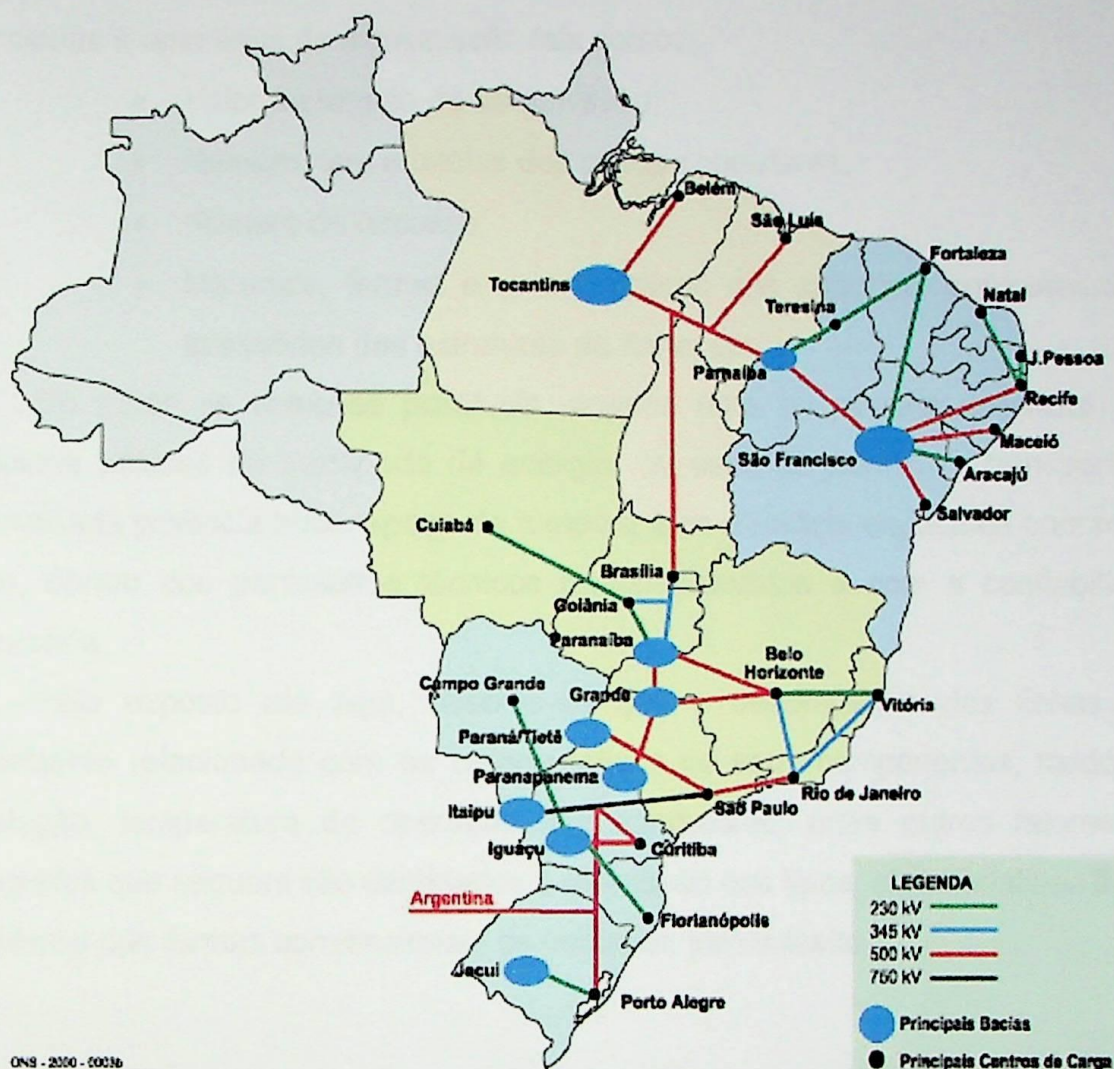 Belém
São Luís
Fortaleza
Tocantins
Teresina
Natal
Parnaíba
J.Pessoa
Recife
Maceió
São Francisco
Aracajú
Salvador
Cuiabá
Brasília
Goiânia
Paranaíba
Belo
Horizonte
Campo Grande
Grande
Vitória
Paraná/Tietê
Paranapanema
Itaipu
São Paulo
Rio de Janeiro
Iguaçu
Curitiba
Argentina
Florianópolis
Jacui
Porto Alegre
LEGENDA
230 kV
345 kV
500 kV
750 kV
Principais Bacias
Principais Centros de Carga
ONS - 2000 - 0003b